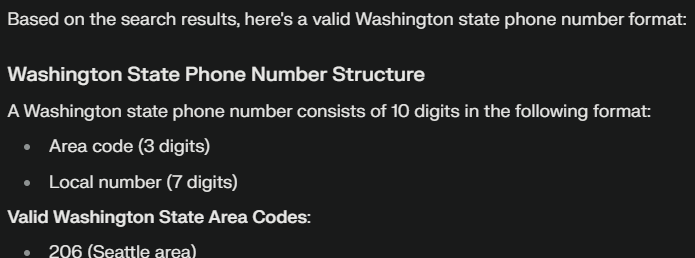 Based on the search results, here's a valid Washington state phone number format:
Washington State Phone Number Structure
A Washington state phone number consists of 10 digits in the following format:
• Area code (3 digits)
• Local number (7 digits)
Valid Washington State Area Codes:
• 206 (Seattle area)